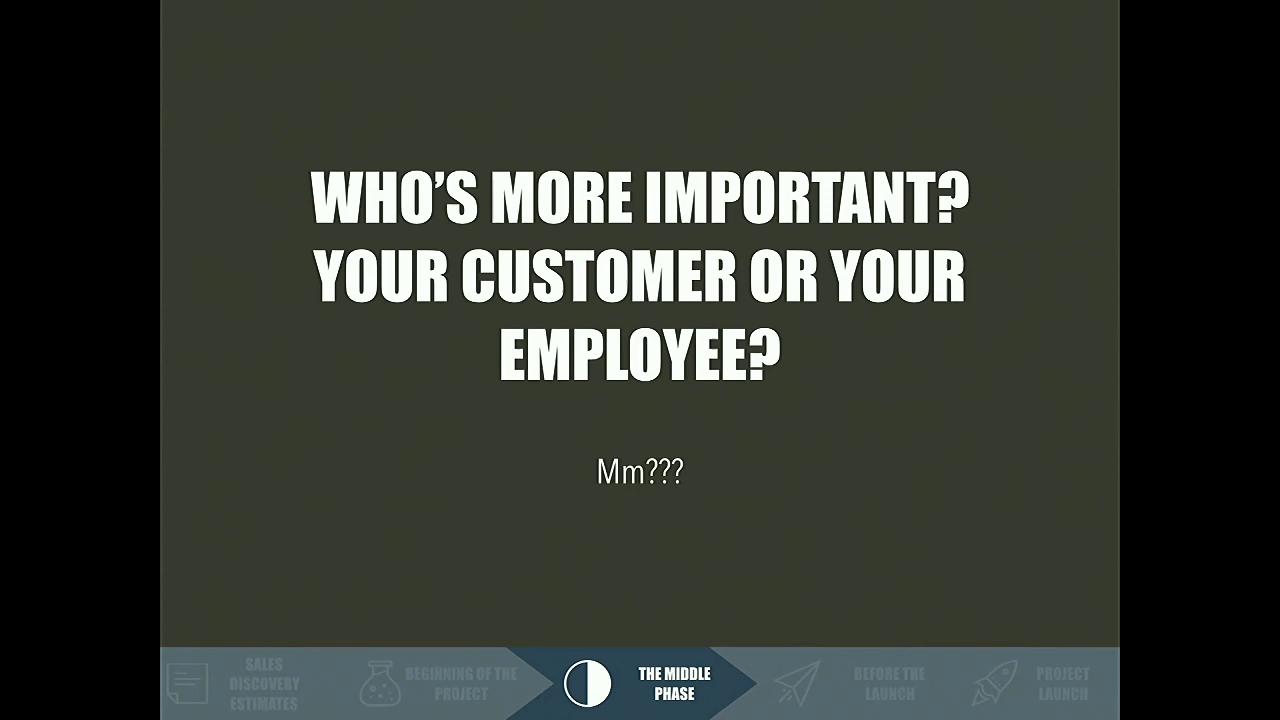 WHO’S MORE IMPORTANT?
YOUR CUSTOMER OR YOUR
EMPLOYEE?
Mm???
SALES
DISCOVERY
ESTIMATES
BEGINNING OF THE
PROJECT
THE MIDDLE
PHASE
BEFORE THE
LAUNCH
PROJECT
LAUNCH